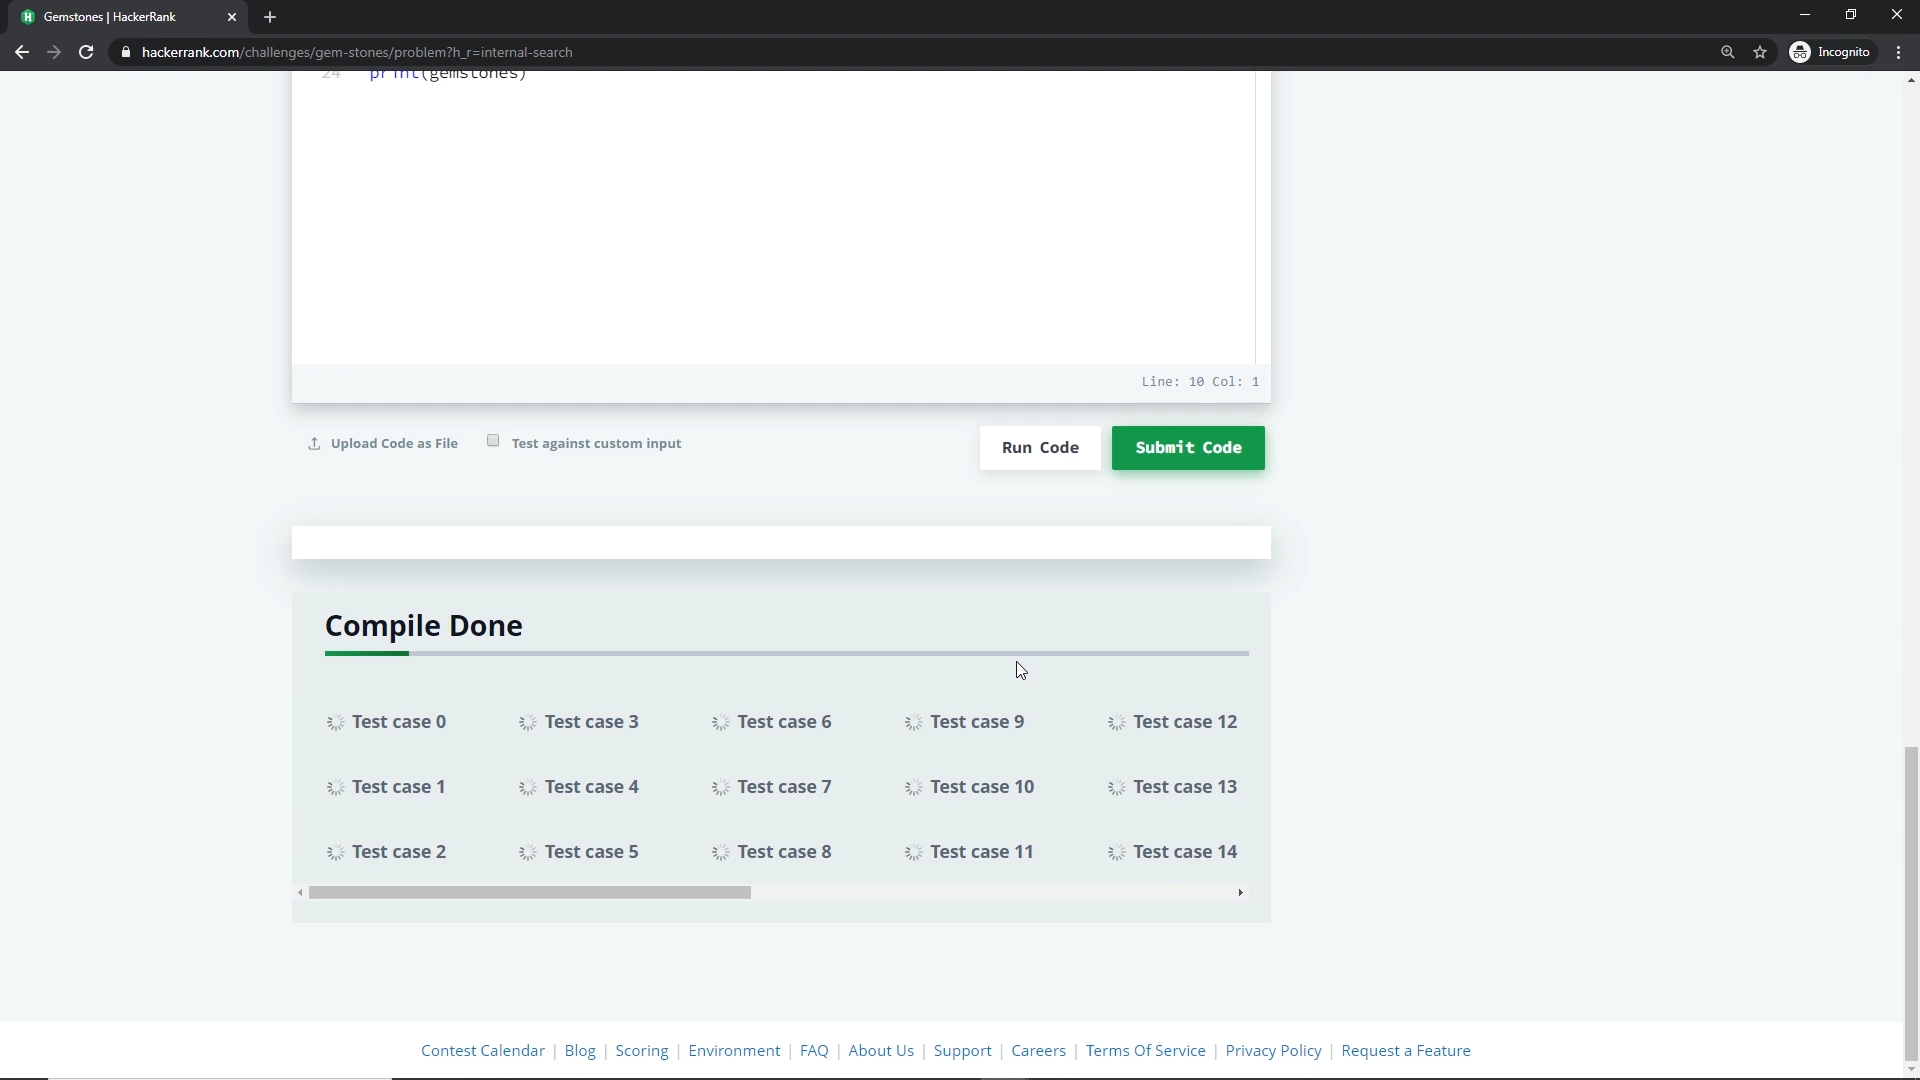 Gemstones | HackerRank
hackerrank.com/challenges/gem-stones/problem?h_r=internal-search
Incognito
24 print(gemstones)
Line: 10 Col: 1
Upload Code as File
Test against custom input
Run Code
Submit Code
Compile Done
Test case 0 Test case 3 Test case 6 Test case 9 Test case 12
Test case 1 Test case 4 Test case 7 Test case 10 Test case 13
Test case 2 Test case 5 Test case 8 Test case 11 Test case 14
Contest Calendar | Blog | Scoring | Environment | FAQ | About Us | Support | Careers | Terms Of Service | Privacy Policy | Request a Feature